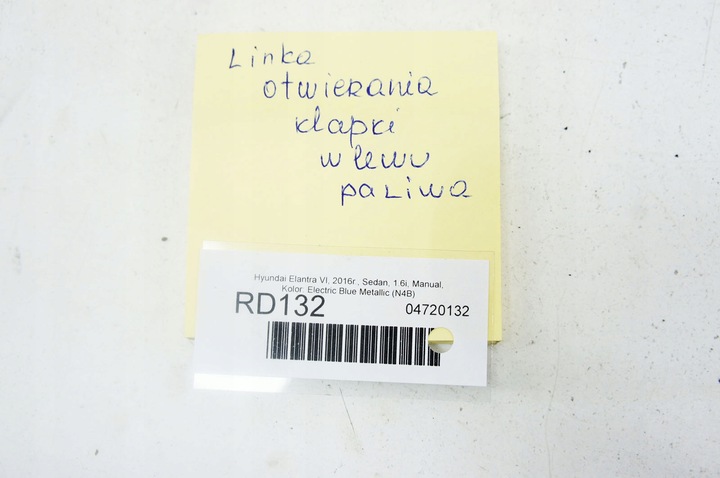 Linka
otwierania
klapki
wlewu
paliwa
Hyundai Elantra VI, 2016r., Sedan, 1.6i, Manual,
Kolor: Electric Blue Metallic (N4B)
RD132 04720132